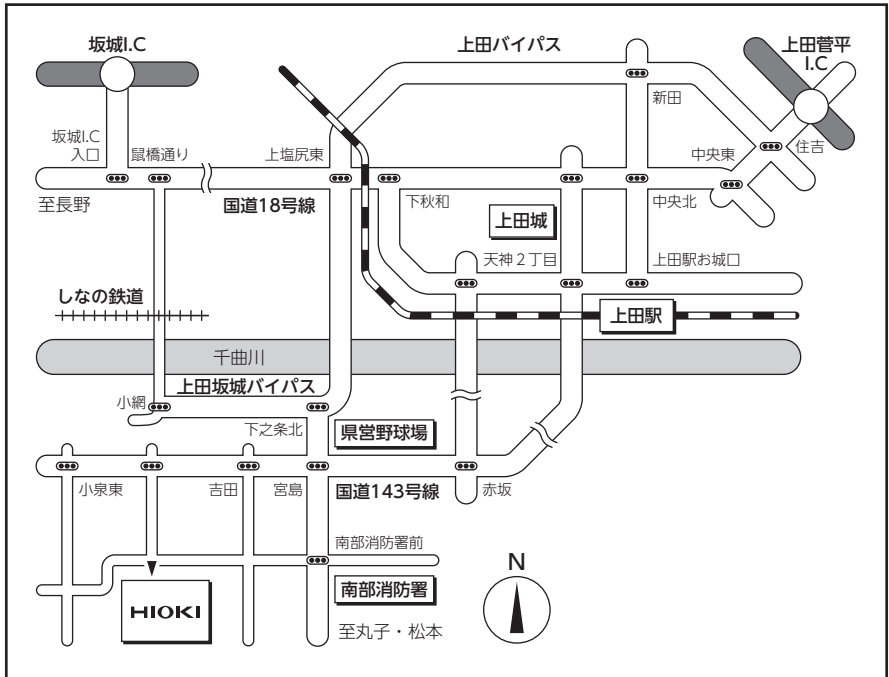 坂城I.C
上田バイパス
上田菅平
I.C
新田
坂城I.C
入口
鼠橋通り
上塩尻東
中央東
住吉
至長野
国道18号線
下秋和
上田城
中央北
天神２丁目
上田駅お城口
しなの鉄道
上田駅
千曲川
上田坂城バイパス
小網
下之条北
県営野球場
小泉東
吉田
宮島
国道143号線
赤坂
南部消防署前
N
HIOKI
南部消防署
至丸子・松本